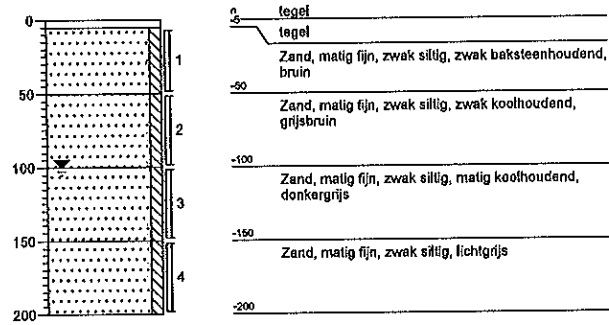 0
50
100
150
200
1
2
3
4
0 tegel
-5
tegel
Zand, matig fijn, zwak siltig, zwak baksteenhoudend,
bruin
-50
Zand, matig fijn, zwak siltig, zwak koolhoudend,
grijsbruin
-100
Zand, matig fijn, zwak siltig, matig koolhoudend,
donkergrijs
-150
Zand, matig fijn, zwak siltig, lichtgrijs
-200